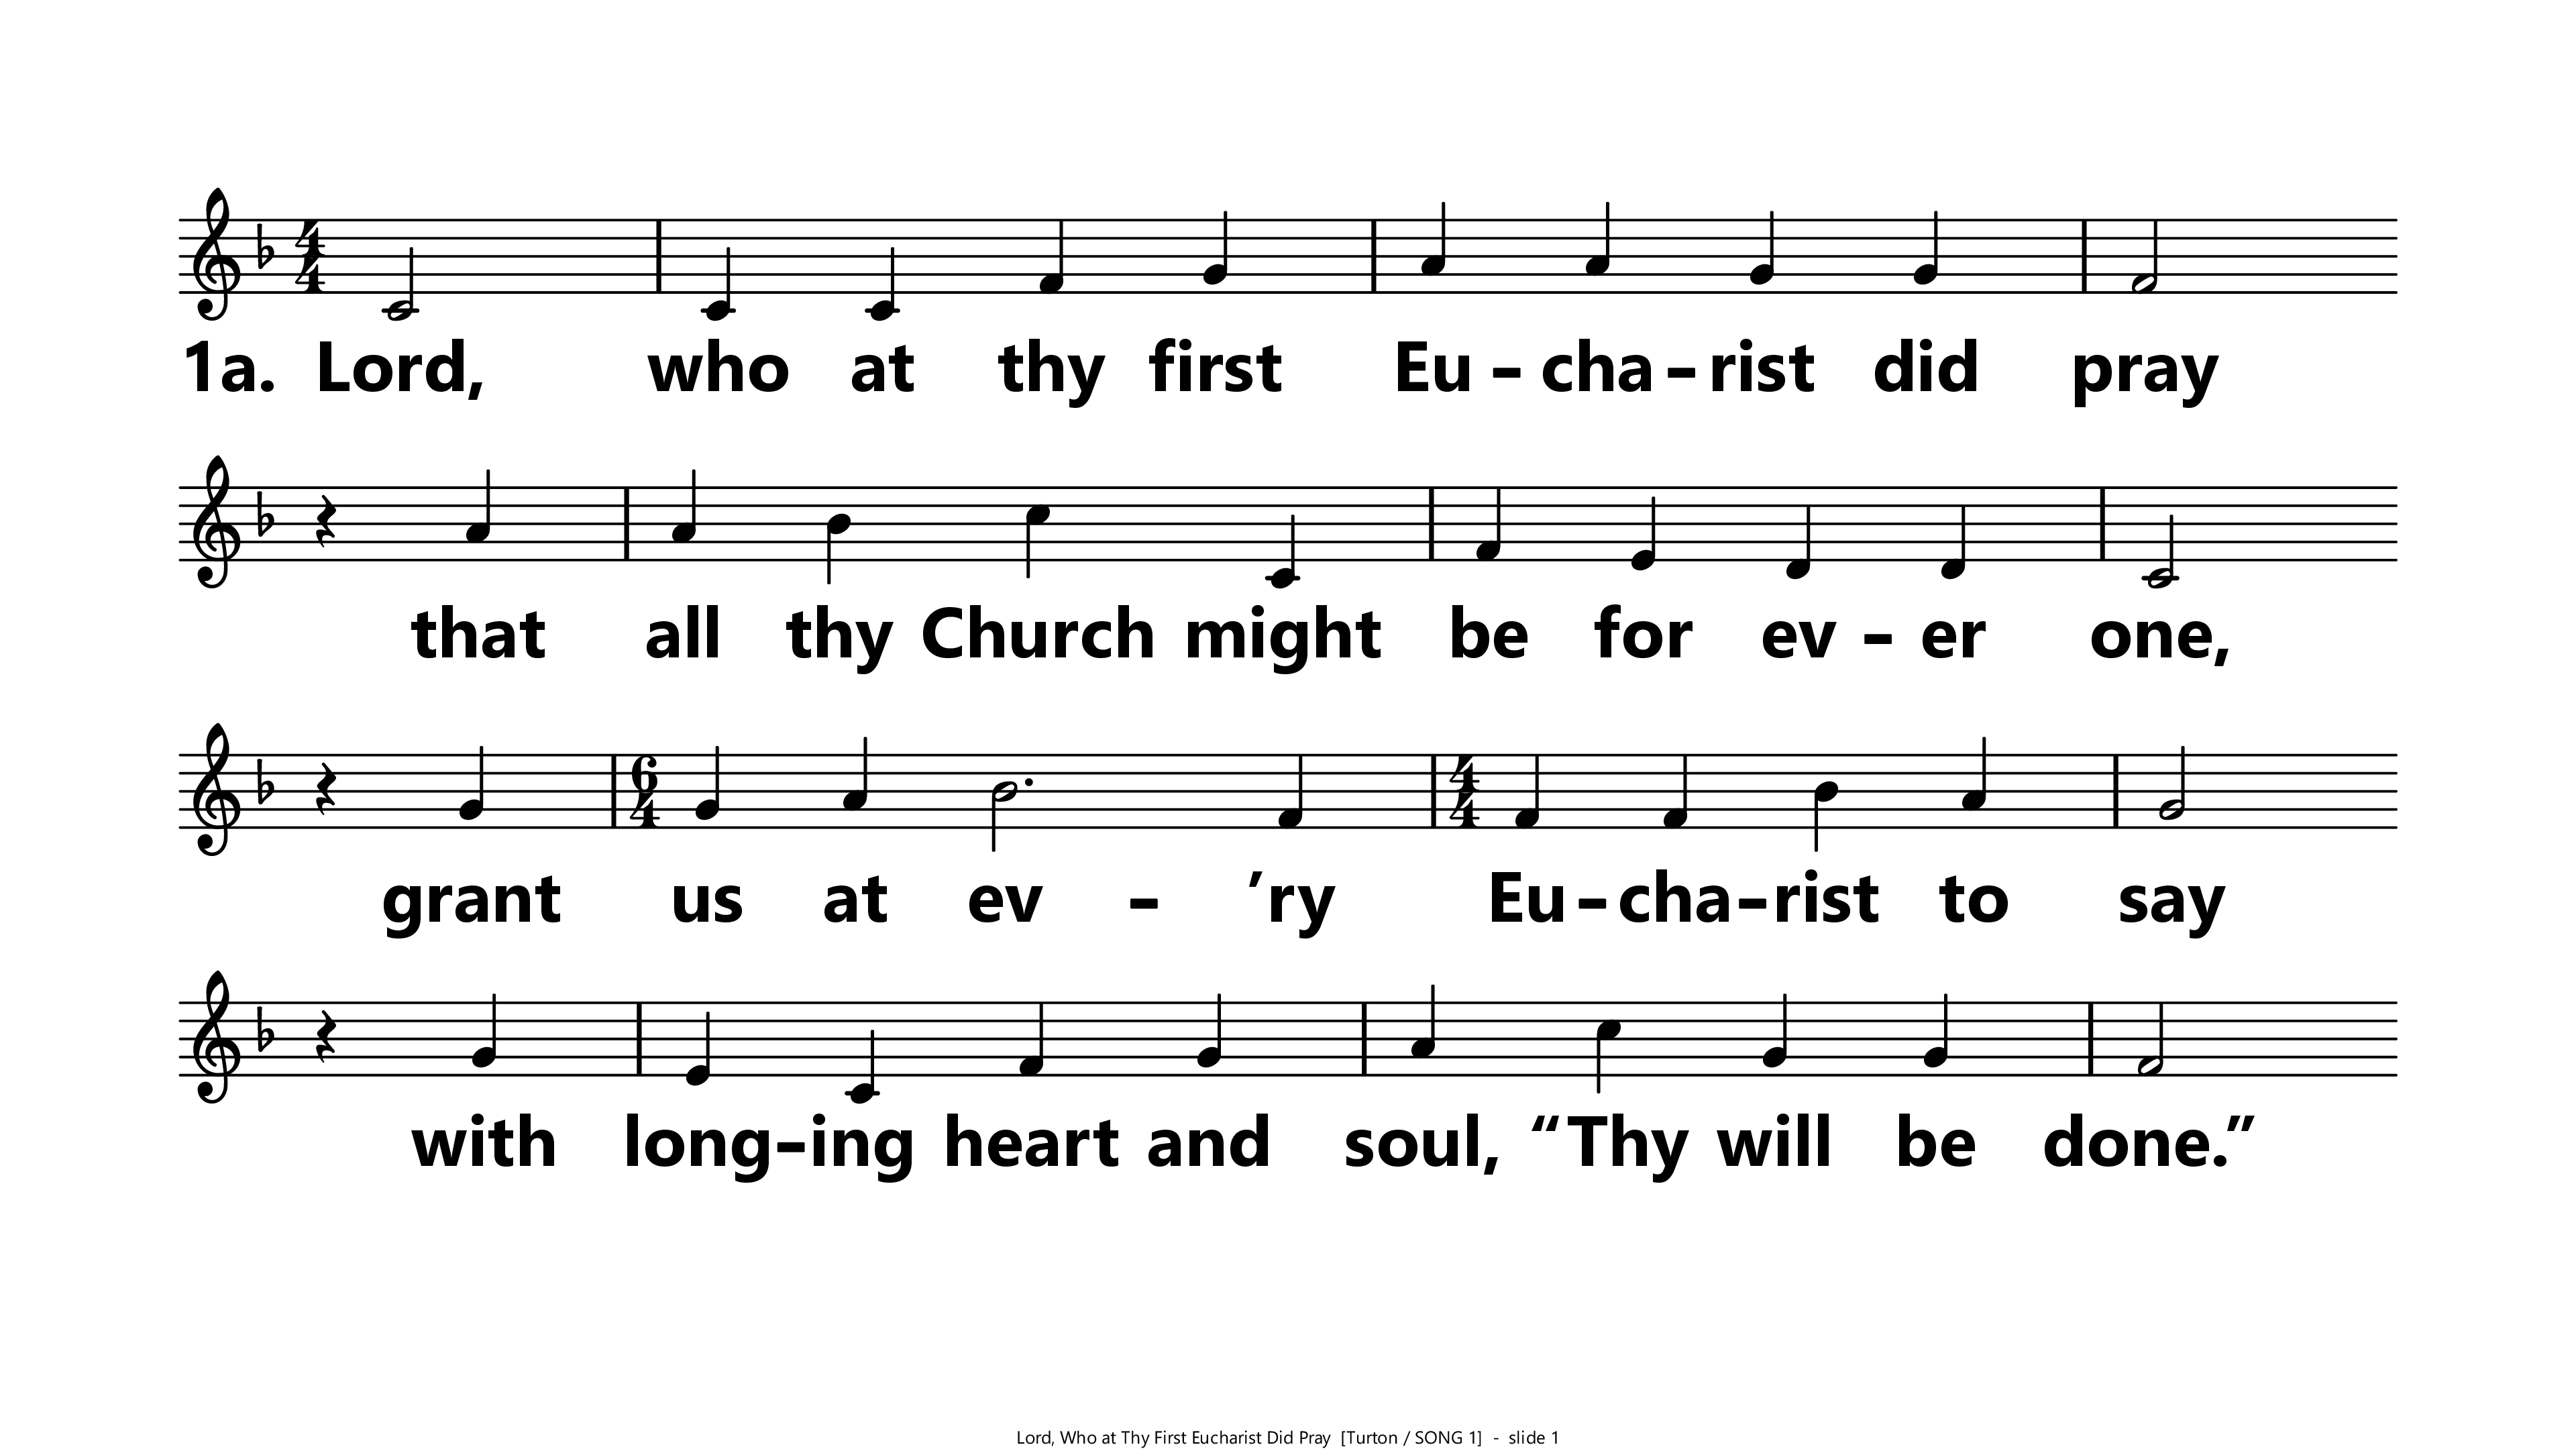 1a. Lord, who at thy first Eu - cha - rist did pray
that all thy Church might be for ev - er one,
grant us at ev - ’ry Eu - cha - rist to say
with long - ing heart and soul, “Thy will be done.”
Lord, Who at Thy First Eucharist Did Pray [Turton / SONG 1] - slide 1